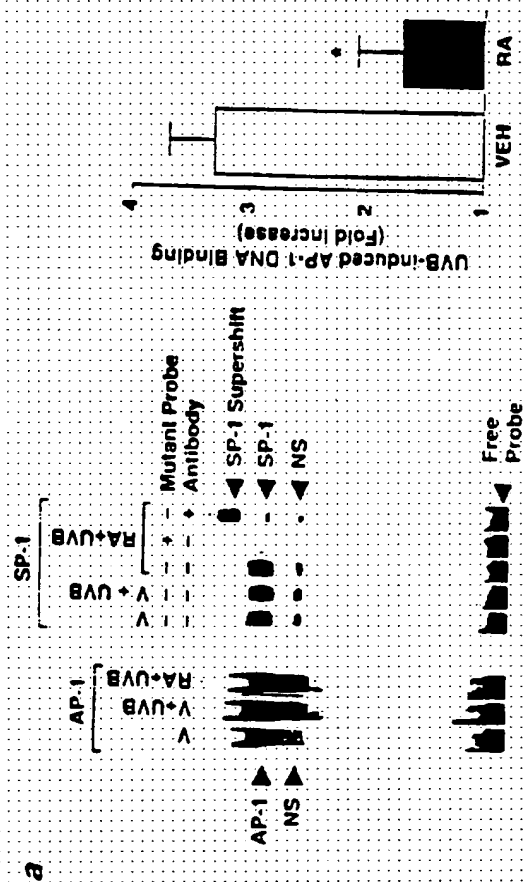 a
AP-1
V
V+UVB
RA+UVB
AP-1
NS
SP-1
V
V + UVB
RA+UVB
− − − + − Mutant Probe
− − − +
Antibody
SP-1 Supershift
SP-1
NS
Free
Probe
UVB-induced AP-1 DNA Binding
(Fold Increase)
4
3
2
1
*
VEH
RA